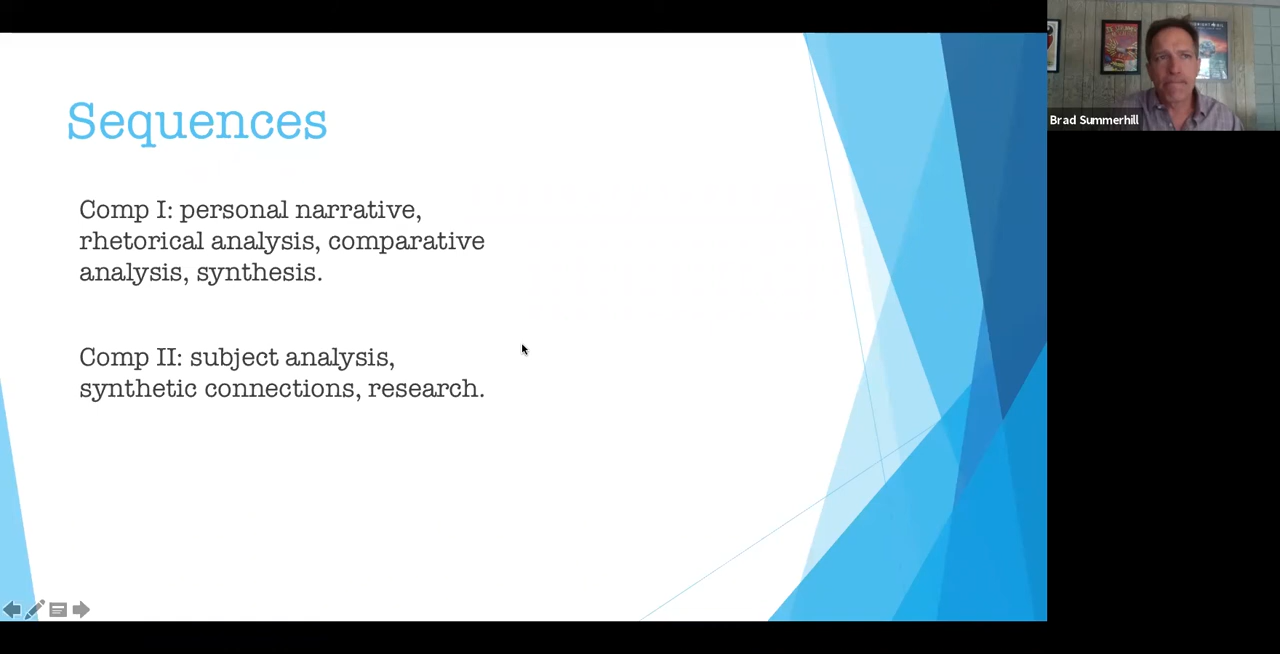 Sequences
Comp I: personal narrative,
rhetorical analysis, comparative
analysis, synthesis.
Comp II: subject analysis,
synthetic connections, research.
Brad Summerhill